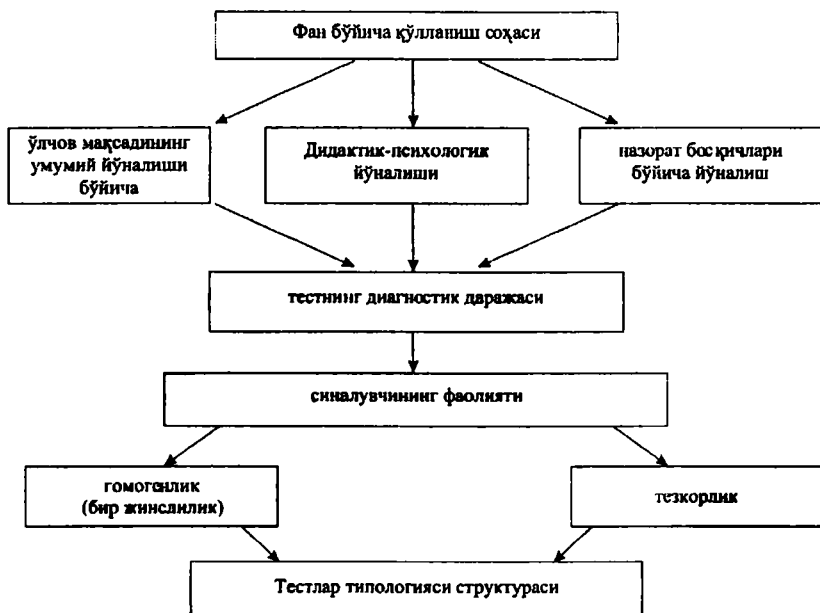 Фан бўйича қўлланиш соҳаси
ўлчов мақсадининг
умумий йўналиши
бўйича
Дидактик-психологик
йўналиши
назорат босқичлари
бўйича йўналиш
тестнинг диагностик даражаси
синалувчининг фаолияти
гомогенлик
(бир жинслилик)
тезкорлик
Тестлар типологияси структураси